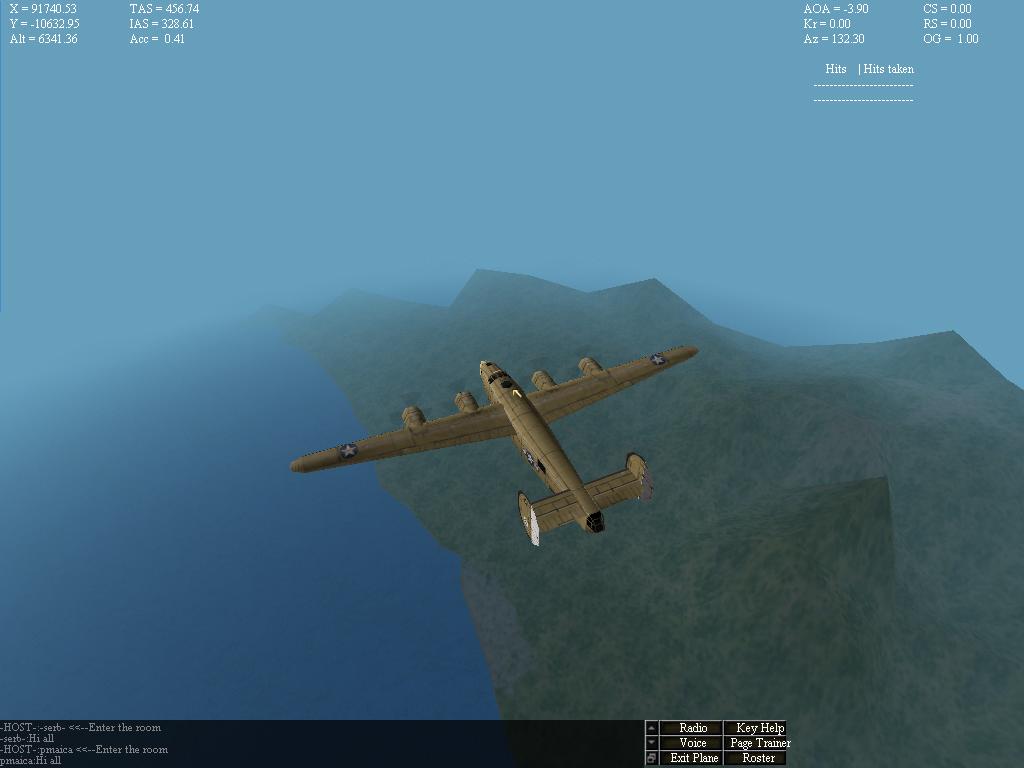 X = 91740.53 TAS = 456.74 AOA = -3.90 CS = 0.00
Y = -10632.95 IAS = 328.61 Kr = 0.00 RS = 0.00
Alt = 6341.36 Acc = 0.41 Az = 132.30 OG = 1.00
Hits | Hits taken
-------------------------
-------------------------
-HOST-:-serb- <<--Enter the room
-serb-:Hi all
-HOST-:pmaica <<--Enter the room
pmaica:Hi all
Radio Key Help
Voice Page Trainer
Exit Plane Roster